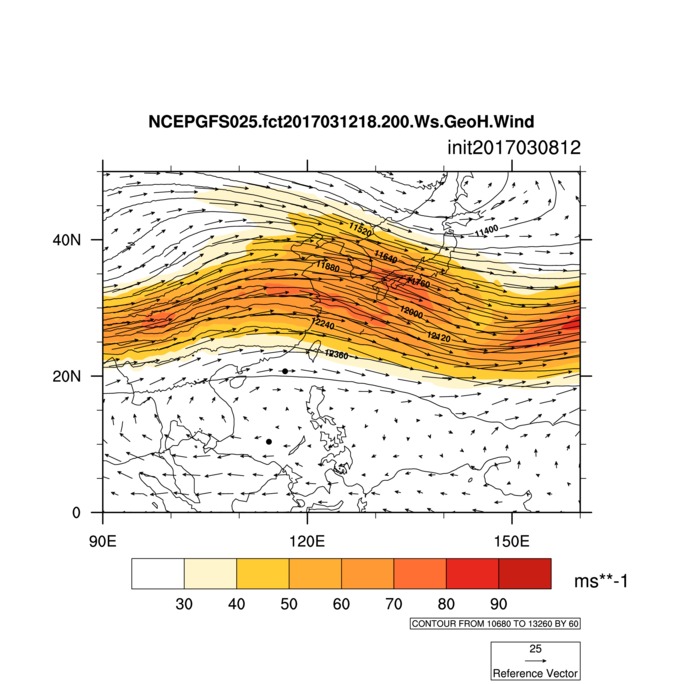 NCEPGFS025.fct2017031218.200.Ws.GeoH.Wind
init2017030812
11400
11520
11640
40N
11880
11760
12000
12240
12120
12360
20N
0
90E 120E 150E
ms**-1
30 40 50 60 70 80 90
CONTOUR FROM 10680 TO 13260 BY 60
25
Reference Vector